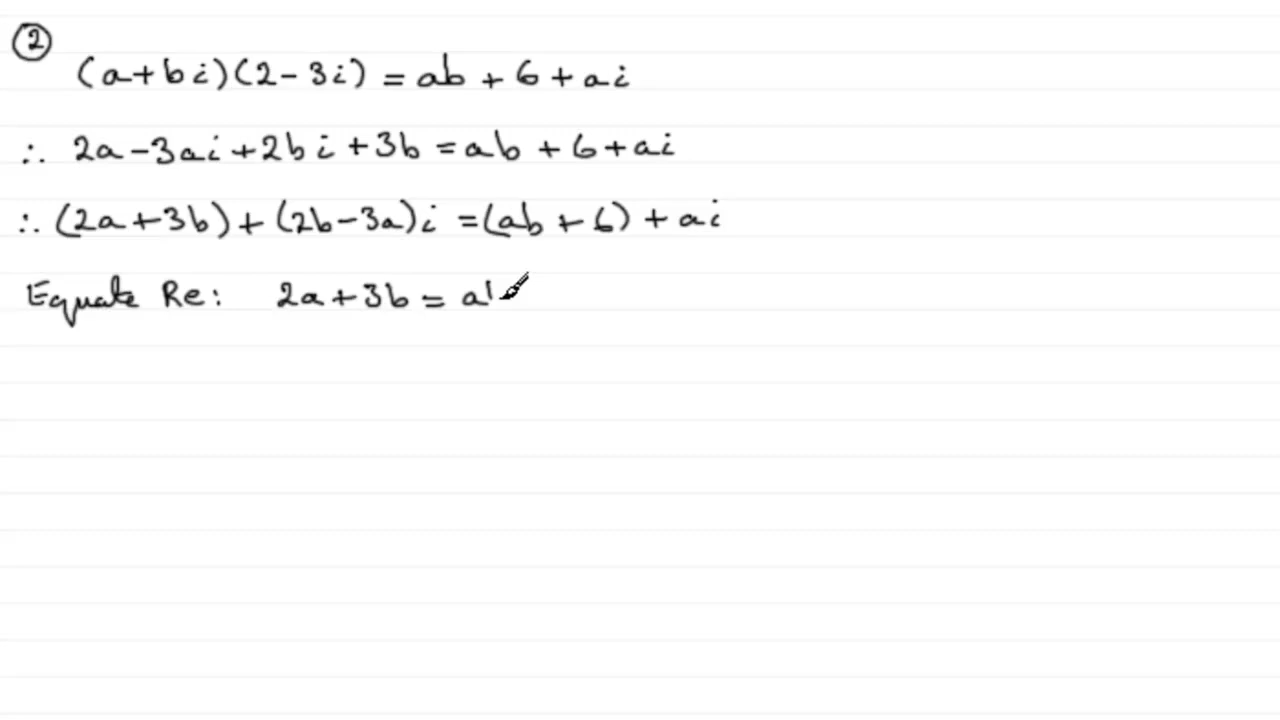 ②
(a+bi)(2-3i) = ab + 6 + ai
∴ 2a-3ai+2bi+3b = ab + 6 + ai
∴ (2a+3b) + (2b-3a)i = (ab + 6) + ai
Equate Re: 2a+3b = a